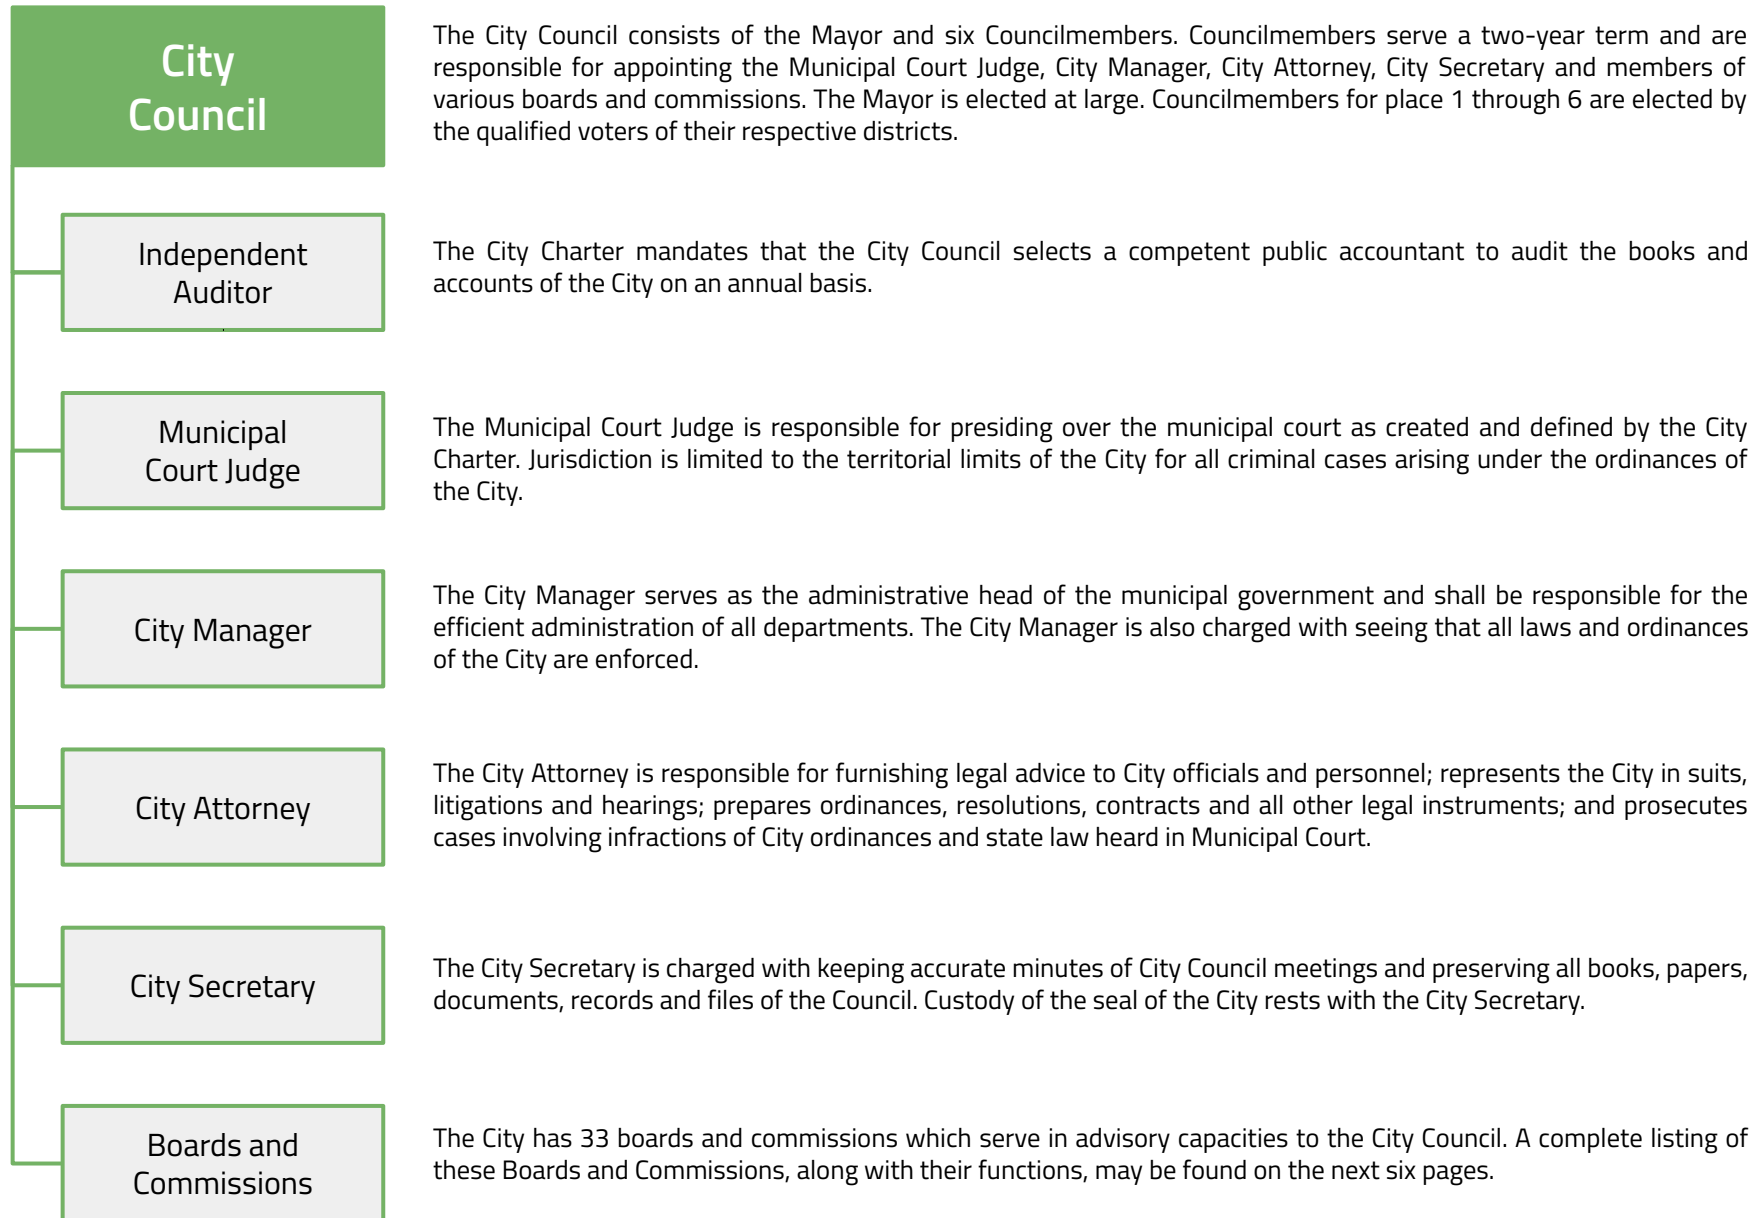 City
Council
The City Council consists of the Mayor and six Councilmembers. Councilmembers serve a two-year term and are
responsible for appointing the Municipal Court Judge, City Manager, City Attorney, City Secretary and members of
various boards and commissions. The Mayor is elected at large. Councilmembers for place 1 through 6 are elected by
the qualified voters of their respective districts.
Independent
Auditor
The City Charter mandates that the City Council selects a competent public accountant to audit the books and
accounts of the City on an annual basis.
Municipal
Court Judge
The Municipal Court Judge is responsible for presiding over the municipal court as created and defined by the City
Charter. Jurisdiction is limited to the territorial limits of the City for all criminal cases arising under the ordinances of
the City.
City Manager
The City Manager serves as the administrative head of the municipal government and shall be responsible for the
efficient administration of all departments. The City Manager is also charged with seeing that all laws and ordinances
of the City are enforced.
City Attorney
The City Attorney is responsible for furnishing legal advice to City officials and personnel; represents the City in suits,
litigations and hearings; prepares ordinances, resolutions, contracts and all other legal instruments; and prosecutes
cases involving infractions of City ordinances and state law heard in Municipal Court.
City Secretary
The City Secretary is charged with keeping accurate minutes of City Council meetings and preserving all books, papers,
documents, records and files of the Council. Custody of the seal of the City rests with the City Secretary.
Boards and
Commissions
The City has 33 boards and commissions which serve in advisory capacities to the City Council. A complete listing of
these Boards and Commissions, along with their functions, may be found on the next six pages.